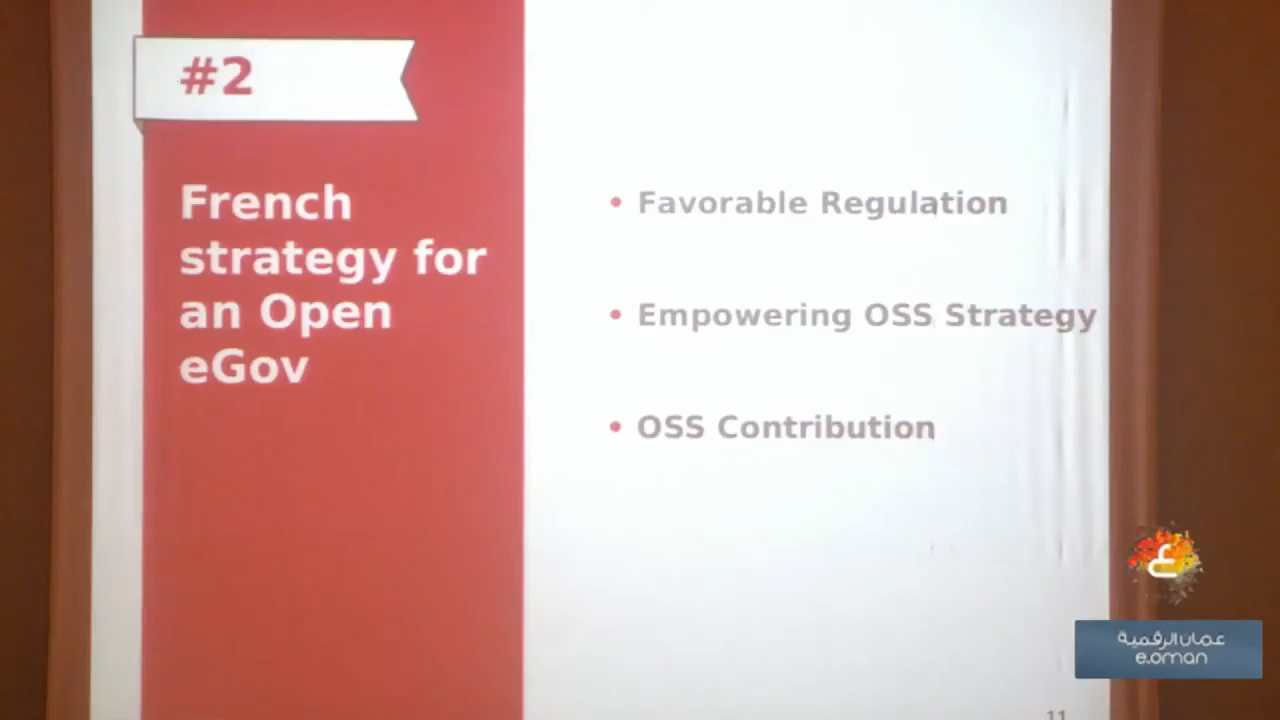 #2
French
strategy for
an Open
eGov
• Favorable Regulation
• Empowering OSS Strategy
• OSS Contribution
ع
عمان الرقمية
e.oman
11